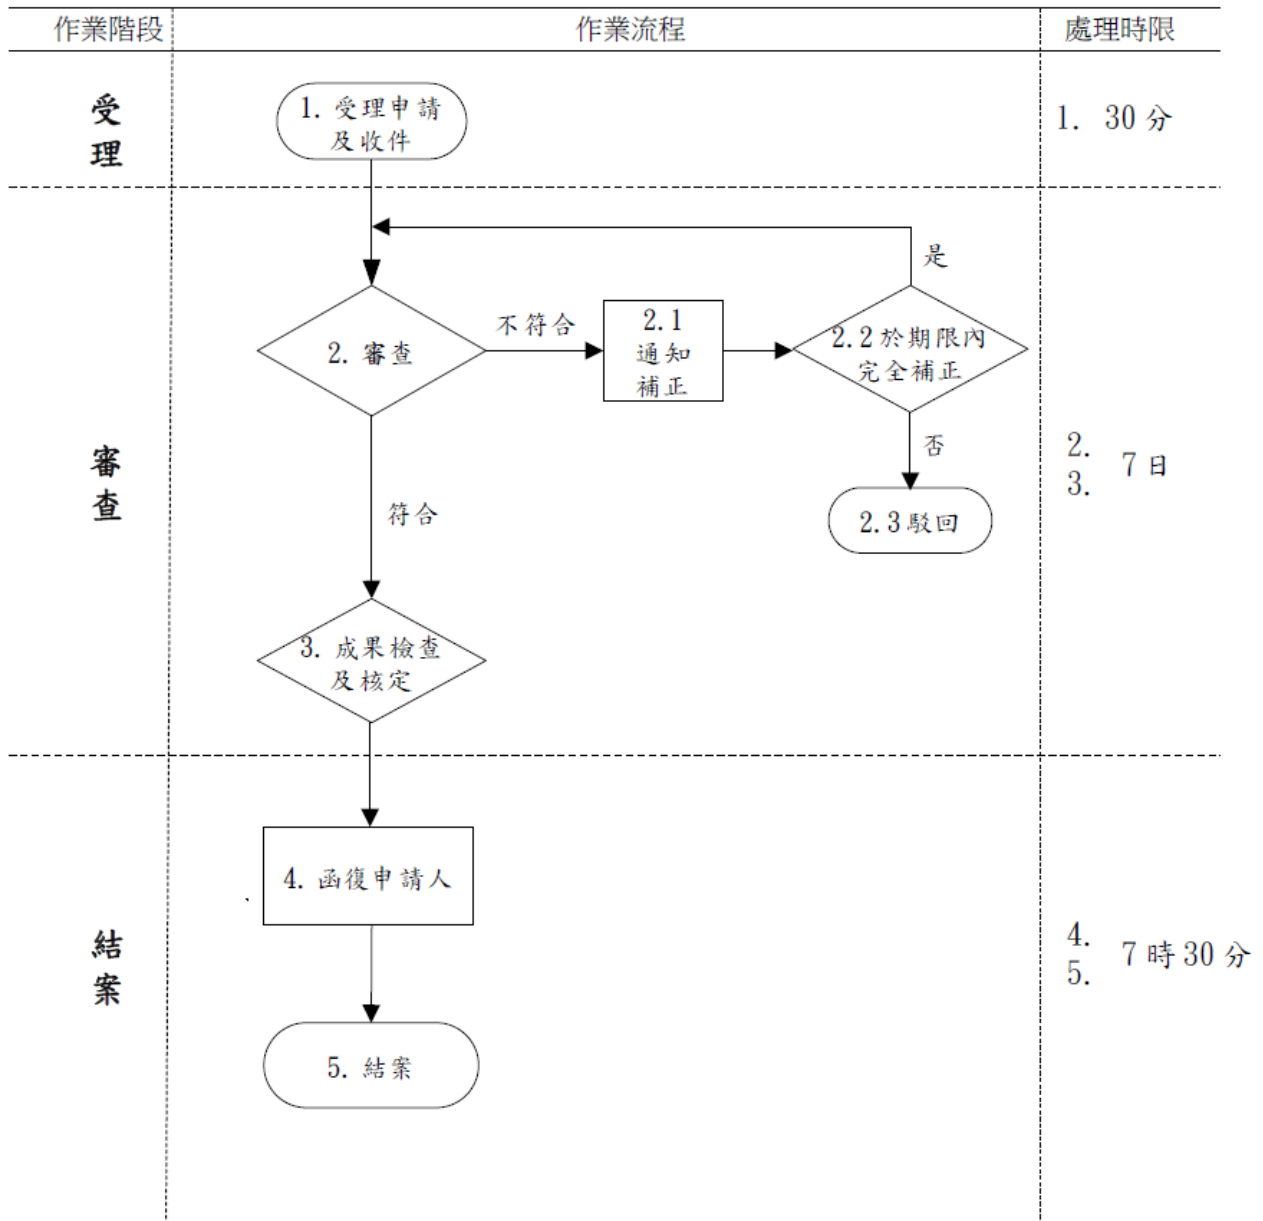 作業階段
作業流程
處理時限
受
理
1. 受理申請
及收件
1. 30 分
審
查
是
2. 審查
不符合
2.1
通知
補正
2.2 於期限內
完全補正
否
2.3 駁回
符合
3. 成果檢查
及核定
2.
3.
7 日
結
案
4. 函復申請人
5. 結案
4.
5.
7 時 30 分